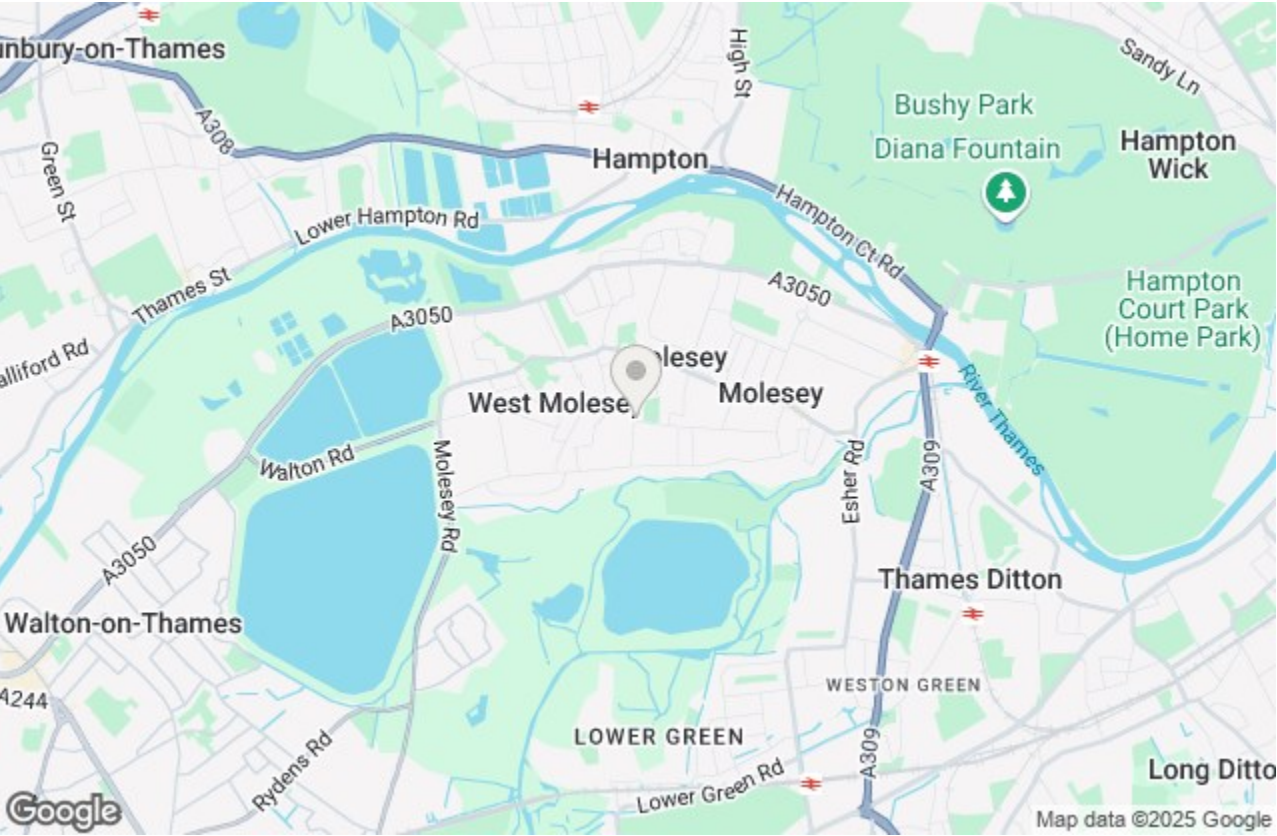 unbury-on-Thames
High St
Sandy Ln
A308
Bushy Park
Diana Fountain
Hampton
Wick
Hampton
Green St
Lower Hampton Rd
Hampton Ct Rd
Thames St
A3050
A3050
Hampton
Court Park
(Home Park)
alliford Rd
olesey
West Molesey
Molesey
River Thames
Walton Rd
Molesey Rd
Esher Rd
A309
A3050
Thames Ditton
Walton-on-Thames
WESTON GREEN
A244
LOWER GREEN
A309
Rydens Rd
Lower Green Rd
Long Ditto
Google
Map data ©2025 Google